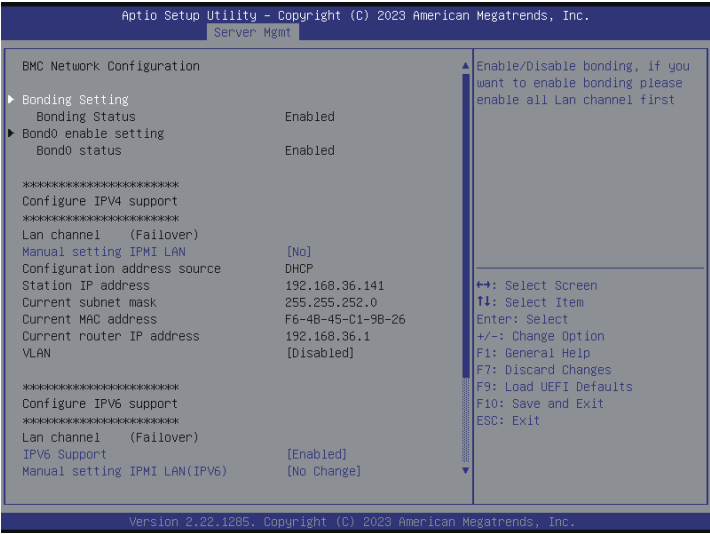 Aptio Setup Utility – Copyright (C) 2023 American Megatrends, Inc.
Server Mgmt
BMC Network Configuration
Bonding Setting
Bonding Status Enabled
Bond0 enable setting
Bond0 status Enabled
**********************
Configure IPV4 support
**********************
Lan channel (Failover)
Manual setting IPMI LAN [No]
Configuration address source DHCP
Station IP address 192.168.36.141
Current subnet mask 255.255.252.0
Current MAC address F6-4B-45-C1-9B-26
Current router IP address 192.168.36.1
VLAN [Disabled]
**********************
Configure IPV6 support
**********************
Lan channel (Failover)
IPV6 Support [Enabled]
Manual setting IPMI LAN(IPV6) [No Change]
Enable/Disable bonding, if you
want to enable bonding please
enable all Lan channel first
↔: Select Screen
↑↓: Select Item
Enter: Select
+/-: Change Option
F1: General Help
F7: Discard Changes
F9: Load UEFI Defaults
F10: Save and Exit
ESC: Exit
Version 2.22.1285. Copyright (C) 2023 American Megatrends, Inc.